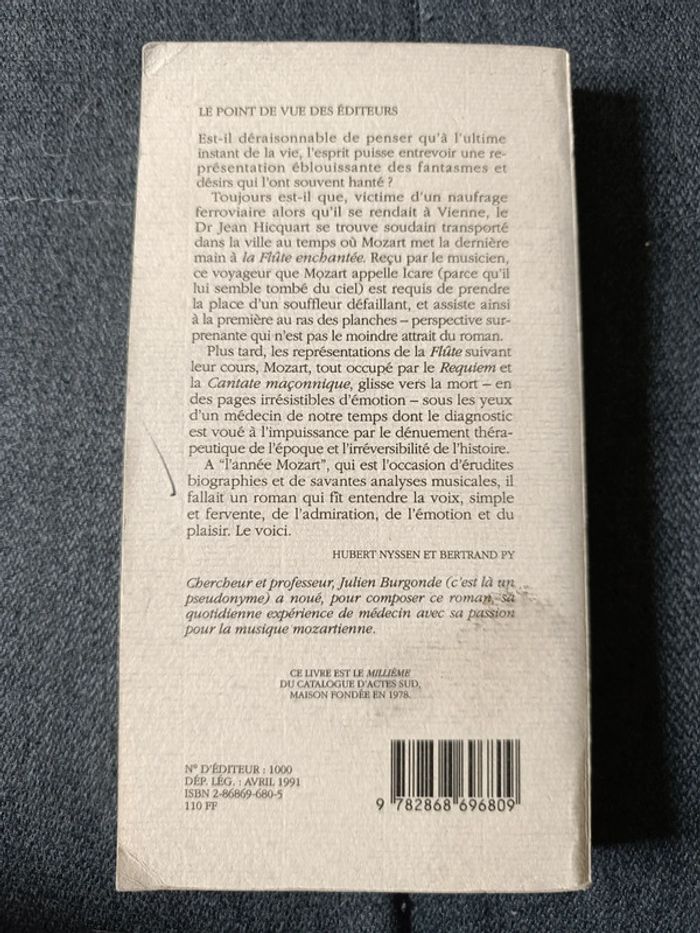 LE POINT DE VUE DES ÉDITEURS
Est-il déraisonnable de penser qu'à l'ultime
instant de la vie, l'esprit puisse entrevoir une re-
présentation éblouissante des fantasmes et
désirs qui l'ont souvent hanté ?
Toujours est-il que, victime d'un naufrage
ferroviaire alors qu'il se rendait à Vienne, le
Dr Jean Hicquart se trouve soudain transporté
dans la ville au temps où Mozart met la dernière
main à la Flûte enchantée. Reçu par le musicien,
ce voyageur que Mozart appelle Icare (parce qu'il
lui semble tombé du ciel) est requis de prendre
la place d'un souffleur défaillant, et assiste ainsi
à la première au ras des planches – perspective sur-
prenante qui n'est pas le moindre attrait du roman.
Plus tard, les représentations de la Flûte suivant
leur cours, Mozart, tout occupé par le Requiem et
la Cantate maçonnique, glisse vers la mort – en
des pages irrésistibles d'émotion – sous les yeux
d'un médecin de notre temps dont le diagnostic
est voué à l'impuissance par le dénuement théra-
peutique de l'époque et l'irréversibilité de l'histoire.
A "l'année Mozart", qui est l'occasion d'érudites
biographies et de savantes analyses musicales, il
fallait un roman qui fît entendre la voix, simple
et fervente, de l'admiration, de l'émotion et du
plaisir. Le voici.
HUBERT NYSSEN ET BERTRAND PY
Chercheur et professeur, Julien Burgonde (c'est là un
pseudonyme) a noué, pour composer ce roman, sa
quotidienne expérience de médecin avec sa passion
pour la musique mozartienne.
CE LIVRE EST LE MILLIÈME
DU CATALOGUE D'ACTES SUD,
MAISON FONDÉE EN 1978.
N° D'ÉDITEUR : 1000
DÉP. LÉG. : AVRIL 1991
ISBN 2-86869-680-5
110 FF
9 782868 696809